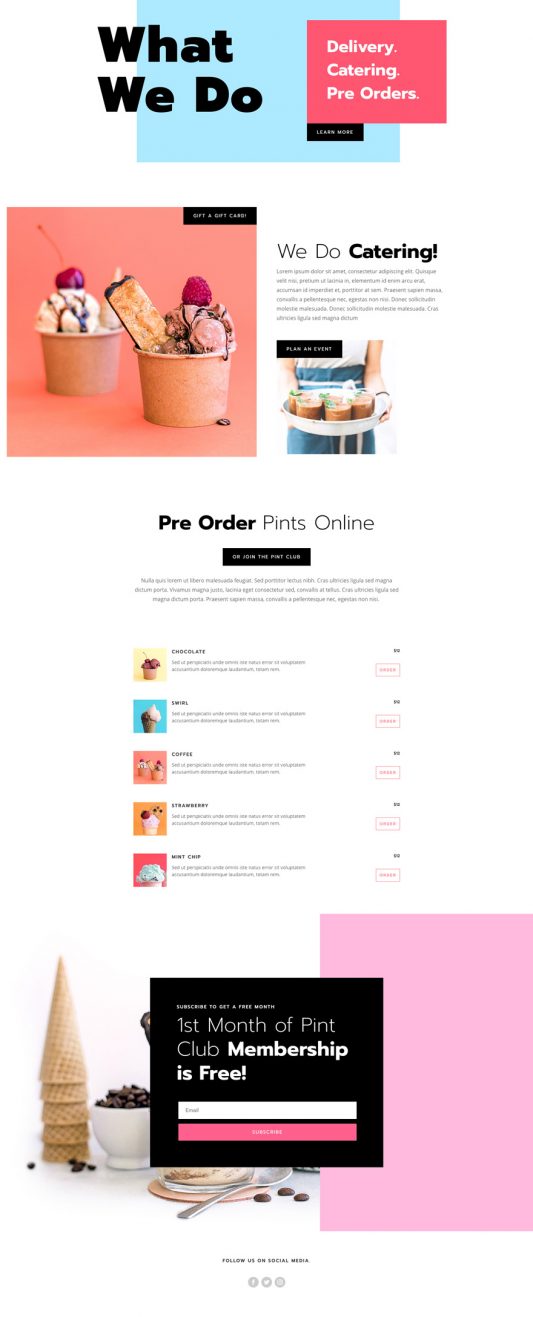 What
We Do
Delivery.
Catering.
Pre Orders.
LEARN MORE
GIFT A GIFT CARD!
We Do Catering!
Lorem ipsum dolor sit amet, consectetur adipiscing elit. Quisque
velit nisi, pretium ut lacinia in, elementum id enim arcu erat,
accumsan id imperdiet et, porttitor at sem. Praesent sapien massa,
convallis a pellentesque nec, egestas non nisi. Donec sollicitudin
molestie malesuada. Donec sollicitudin molestie malesuada. Cras
ultricies ligula sed magna dictum
PLAN AN EVENT
Pre Order Pints Online
OR JOIN THE PINT CLUB
Nulla quis lorem ut libero malesuada feugiat. Sed porttitor lectus nibh. Cras ultricies ligula sed magna
dictum porta. Vivamus magna justo, lacinia eget consectetur sed, convallis at tellus. Cras ultricies ligula sed
magna dictum porta. Praesent sapien massa, convallis a pellentesque nec, egestas non nisi.
CHOCOLATE
$12
Sed ut perspiciatis unde omnis iste natus error sit voluptatem
accusantium doloremque laudantium, totam rem.
ORDER
SWIRL
$12
Sed ut perspiciatis unde omnis iste natus error sit voluptatem
accusantium doloremque laudantium, totam rem.
ORDER
COFFEE
$12
Sed ut perspiciatis unde omnis iste natus error sit voluptatem
accusantium doloremque laudantium, totam rem.
ORDER
STRAWBERRY
$12
Sed ut perspiciatis unde omnis iste natus error sit voluptatem
accusantium doloremque laudantium, totam rem.
ORDER
MINT CHIP
$12
Sed ut perspiciatis unde omnis iste natus error sit voluptatem
accusantium doloremque laudantium, totam rem.
ORDER
SUBSCRIBE TO GET A FREE MONTH
1st Month of Pint
Club Membership
is Free!
Email
SUBSCRIBE
FOLLOW US ON SOCIAL MEDIA